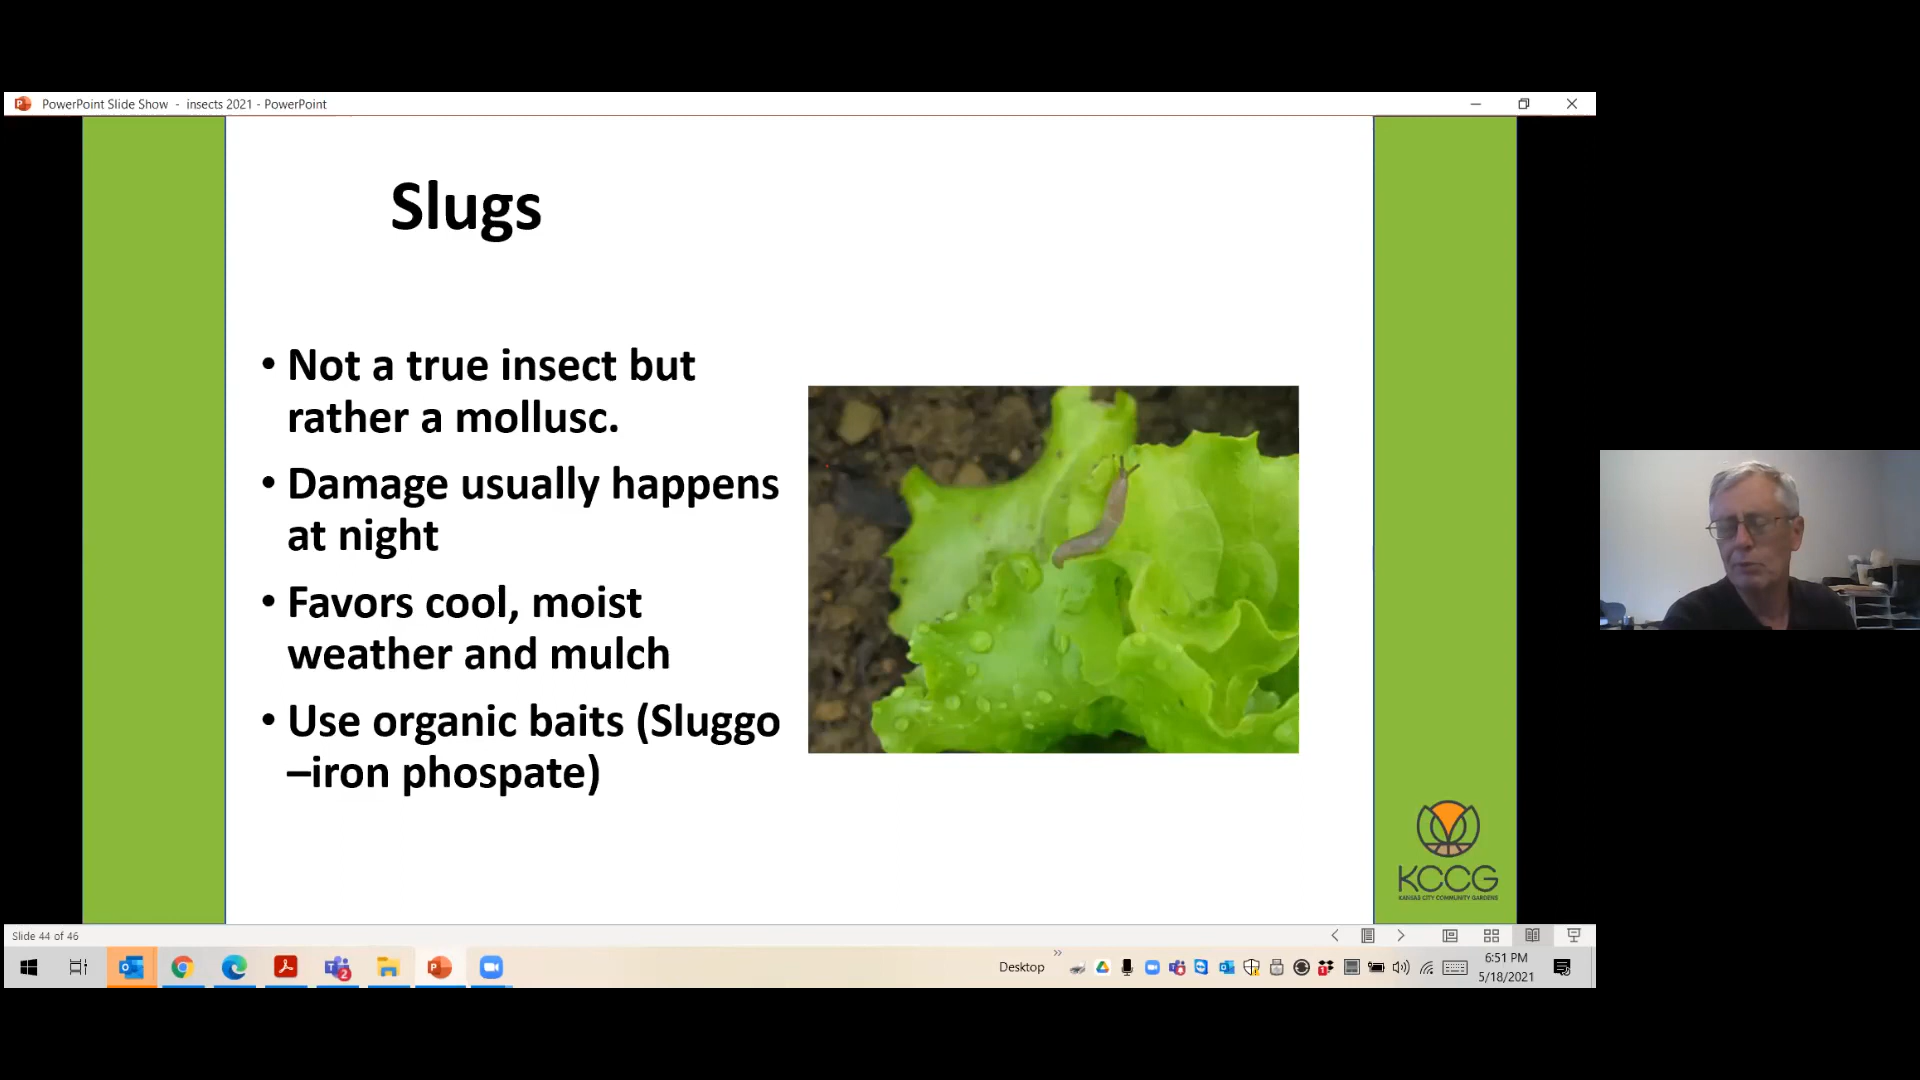 PowerPoint Slide Show - insects 2021 - PowerPoint
Slugs
• Not a true insect but
rather a mollusc.
• Damage usually happens
at night
• Favors cool, moist
weather and mulch
• Use organic baits (Sluggo
–iron phospate)
KCCG
KANSAS CITY COMMUNITY GARDENS
Slide 44 of 46
Desktop
6:51 PM
5/18/2021